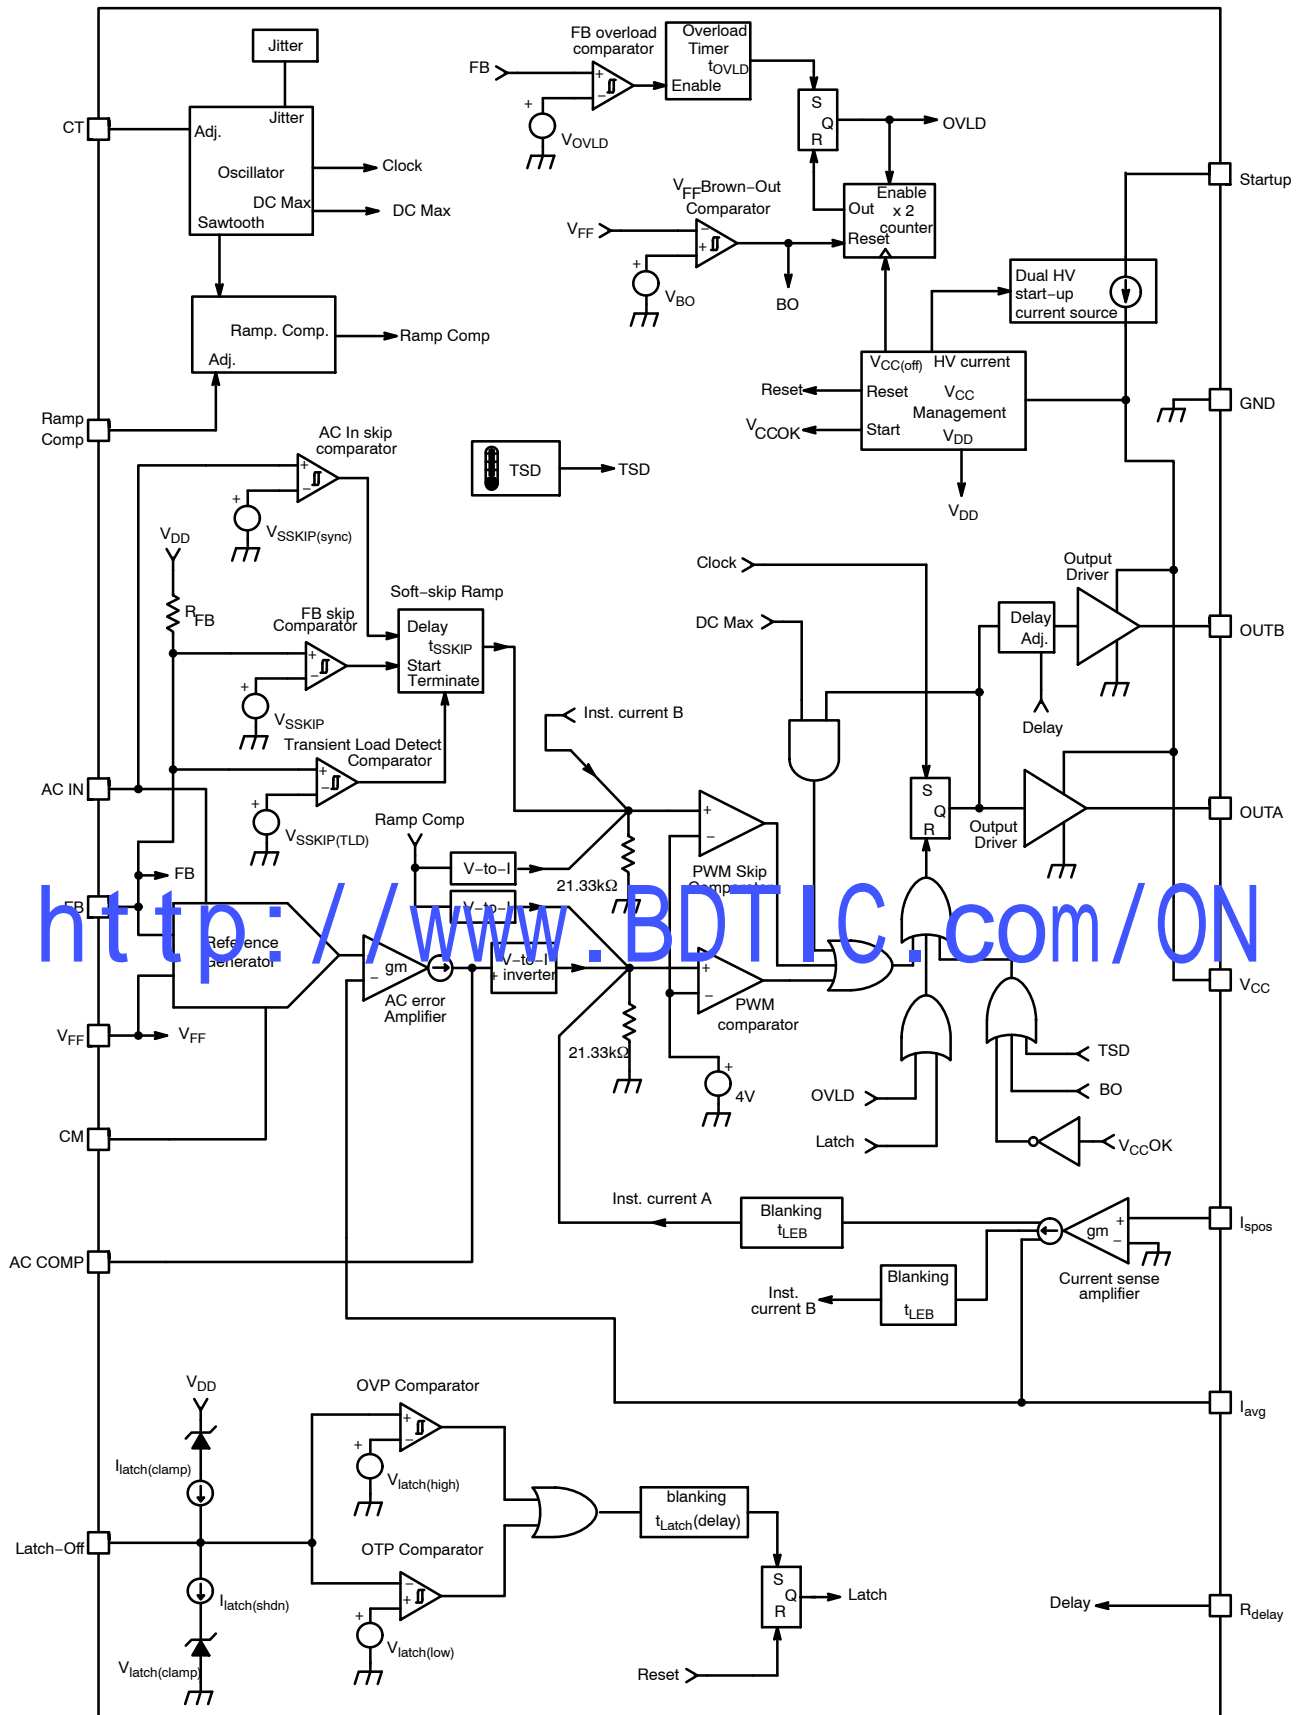 Jitter
CT
Adj.
Jitter
Oscillator
DC Max
Sawtooth
Clock
DC Max
Ramp. Comp.
Adj.
Ramp Comp
Ramp
Comp
FB overload
comparator
FB
+
−
+
VOVLD
Overload
Timer
tOVLD
Enable
S
Q
R
OVLD
VFF Brown−Out
Comparator
VFF
−
+
+
VBO
BO
Out
Enable
x 2
counter
Reset
Startup
Dual HV
start−up
current source
VCC(off)
HV current
Reset
VCC
Management
Start
VDD
Reset
VCCOK
VDD
GND
AC In skip
comparator
+
−
+
VSSKIP(sync)
TSD
TSD
VDD
RFB
FB skip
Comparator
+
−
+
VSSKIP
Soft−skip Ramp
Delay
tSSKIP
Start
Terminate
Transient Load Detect
Comparator
+
−
+
VSSKIP(TLD)
Clock
DC Max
Inst. current B
Output
Driver
Delay
Adj.
OUTB
Delay
S
Q
R
Output
Driver
OUTA
AC IN
Ramp Comp
V−to−I
V−to−I
21.33kΩ
+
−
PWM Skip
Comparator
FB
FB
http://www.BDTIC.com/ON
Reference
Generator
gm
−
AC error
Amplifier
V−to−I
+ inverter
+
−
PWM
comparator
VCC
VFF
VFF
21.33kΩ
+
4V
TSD
OVLD
BO
Latch
VCCOK
CM
Inst. current A
Blanking
tLEB
gm
+
−
Ispos
Current sense
amplifier
Inst.
current B
Blanking
tLEB
AC COMP
Iavg
VDD
OVP Comparator
+
−
+
Vlatch(high)
Ilatch(clamp)
Latch−Off
OTP Comparator
−
+
+
Vlatch(low)
Ilatch(shdn)
Vlatch(clamp)
blanking
tLatch(delay)
S
Q
R
Latch
Reset
Delay
Rdelay